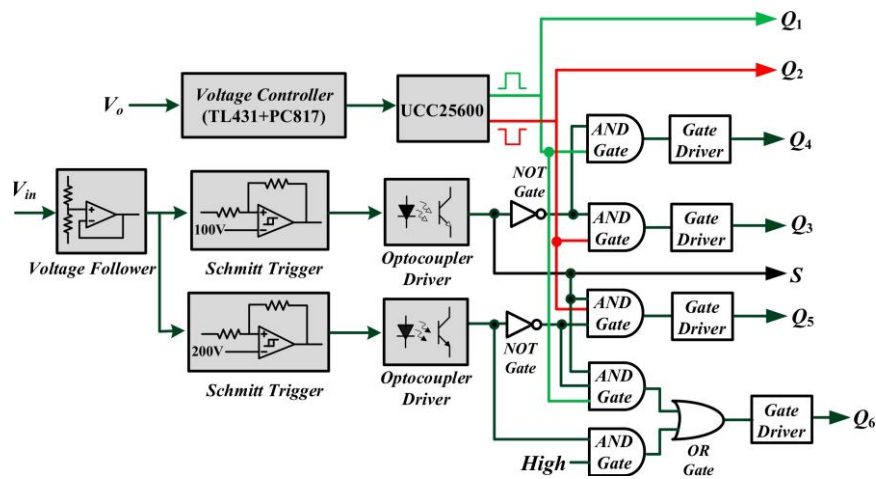 Q1
Q2
Vo
Voltage Controller
(TL431+PC817)
UCC25600
AND
Gate
Gate
Driver
Q4
Vin
NOT
Gate
100V
AND
Gate
Gate
Driver
Q3
Voltage Follower
Schmitt Trigger
Optocoupler
Driver
S
200V
AND
Gate
Gate
Driver
Q5
NOT
Gate
Schmitt Trigger
Optocoupler
Driver
AND
Gate
Gate
Driver
Q6
High
AND
Gate
OR
Gate